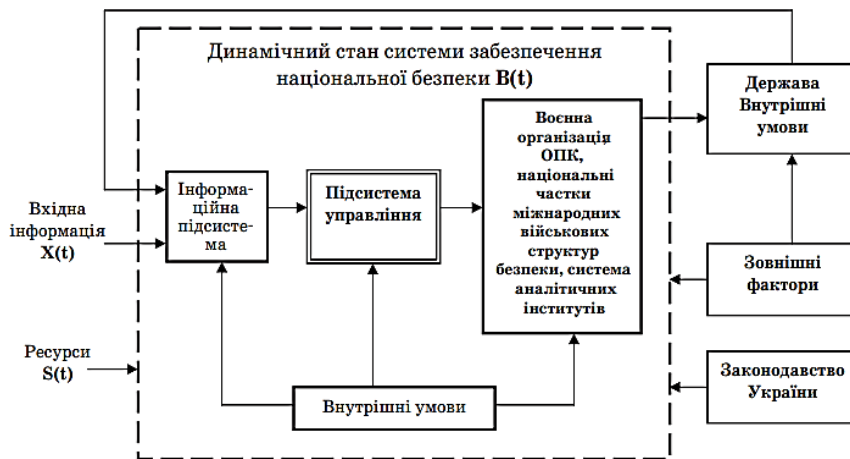 Динамічний стан системи забезпечення
національної безпеки B(t)
Держава
Внутрішні
умови
Воєнна
організація
ОПК,
національні
частки
міжнародних
військових
структур
безпеки, система
аналітичних
інститутів
Інформа-
ційна
підсисте-
ма
Підсистема
управління
Вхідна
інформація
X(t)
Зовнішні
фактори
Ресурси
S(t)
Внутрішні умови
Законодавство
України